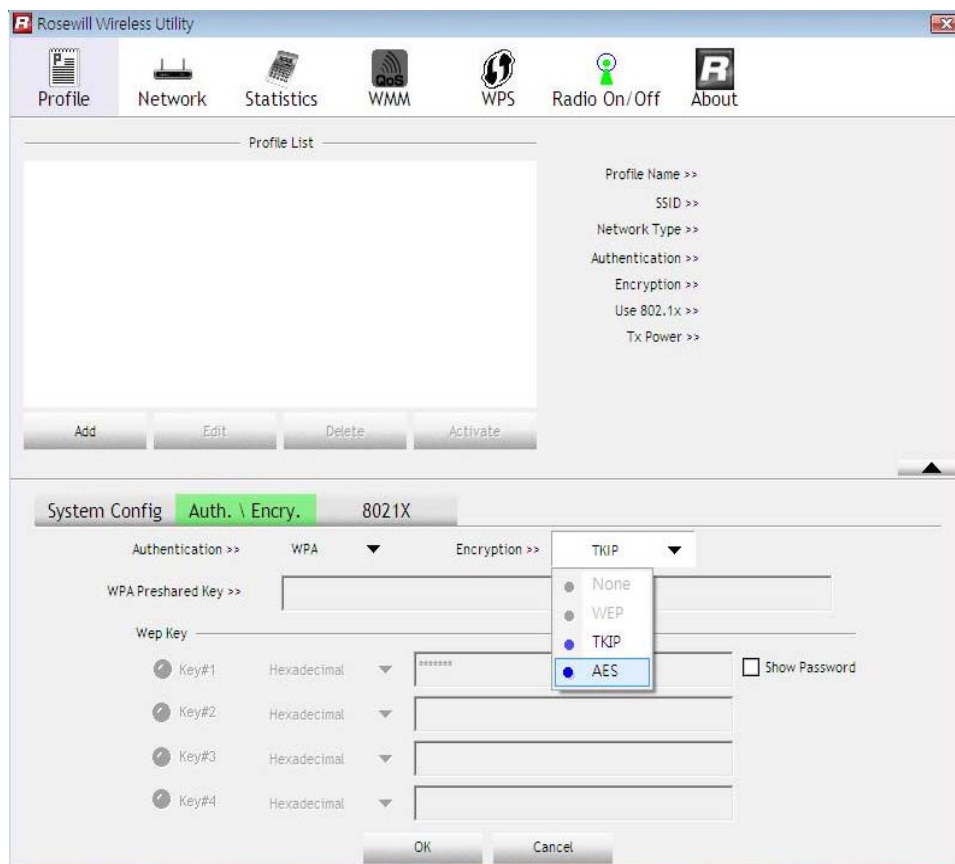 R Rosewill Wireless Utility
Profile Network Statistics QoS WMM WPS Radio On/Off R About
Profile List
Profile Name >>
SSID >>
Network Type >>
Authentication >>
Encryption >>
Use 802.1x >>
Tx Power >>
Add Edit Delete Activate
System Config Auth. \ Encry. 8021X
Authentication >> WPA Encryption >> TKIP
None
WPA Preshared Key >>
WEP
Wep Key
TKIP
AES
Key#1 Hexadecimal ******* Show Password
Key#2 Hexadecimal
Key#3 Hexadecimal
Key#4 Hexadecimal
OK Cancel